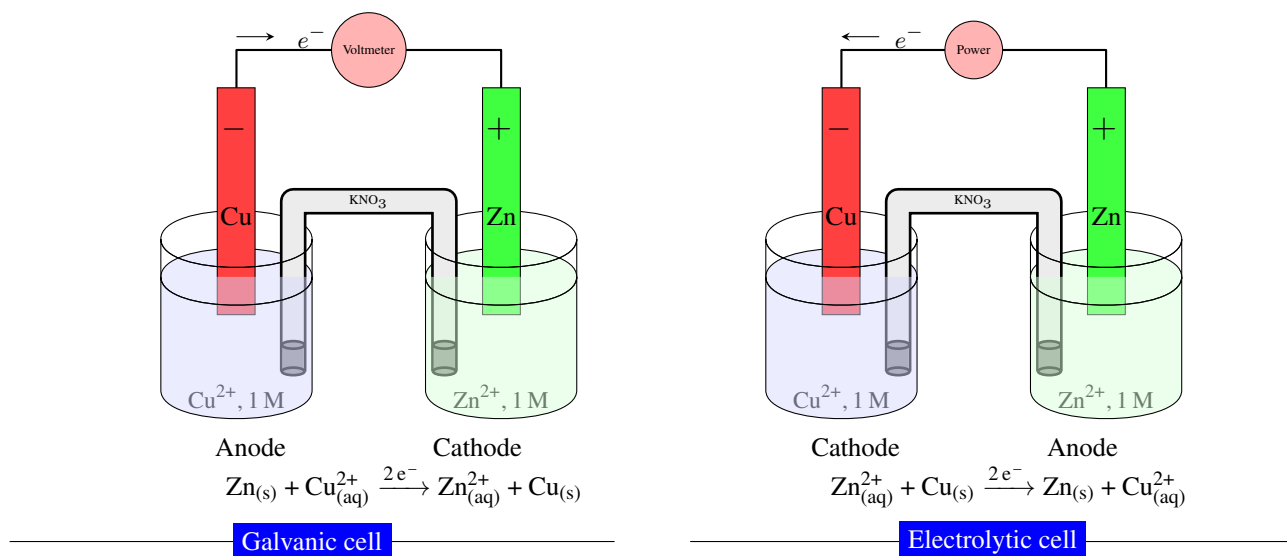 e⁻ Voltmeter
− +
Cu KNO₃ Zn
Cu²⁺, 1 M Zn²⁺, 1 M
Anode Cathode
Zn(s) + Cu²⁺(aq) 2 e⁻ → Zn²⁺(aq) + Cu(s)
Galvanic cell
e⁻ Power
− +
Cu KNO₃ Zn
Cu²⁺, 1 M Zn²⁺, 1 M
Cathode Anode
Zn²⁺(aq) + Cu(s) 2 e⁻ → Zn(s) + Cu²⁺(aq)
Electrolytic cell